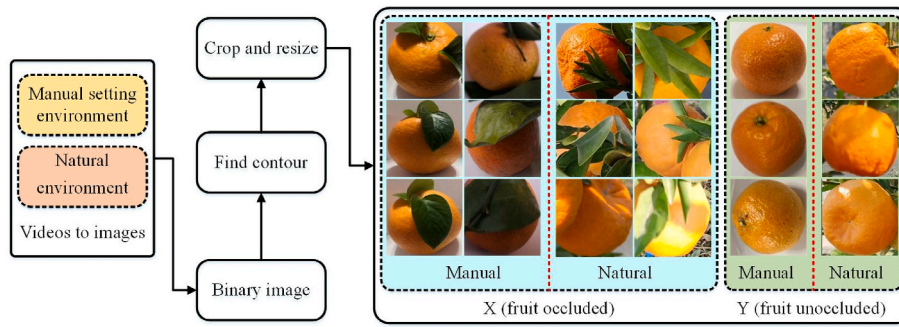 Manual setting
environment
Natural
environment
Videos to images
Crop and resize
Find contour
Binary image
Manual
Natural
X (fruit occluded)
Manual
Natural
Y (fruit unoccluded)